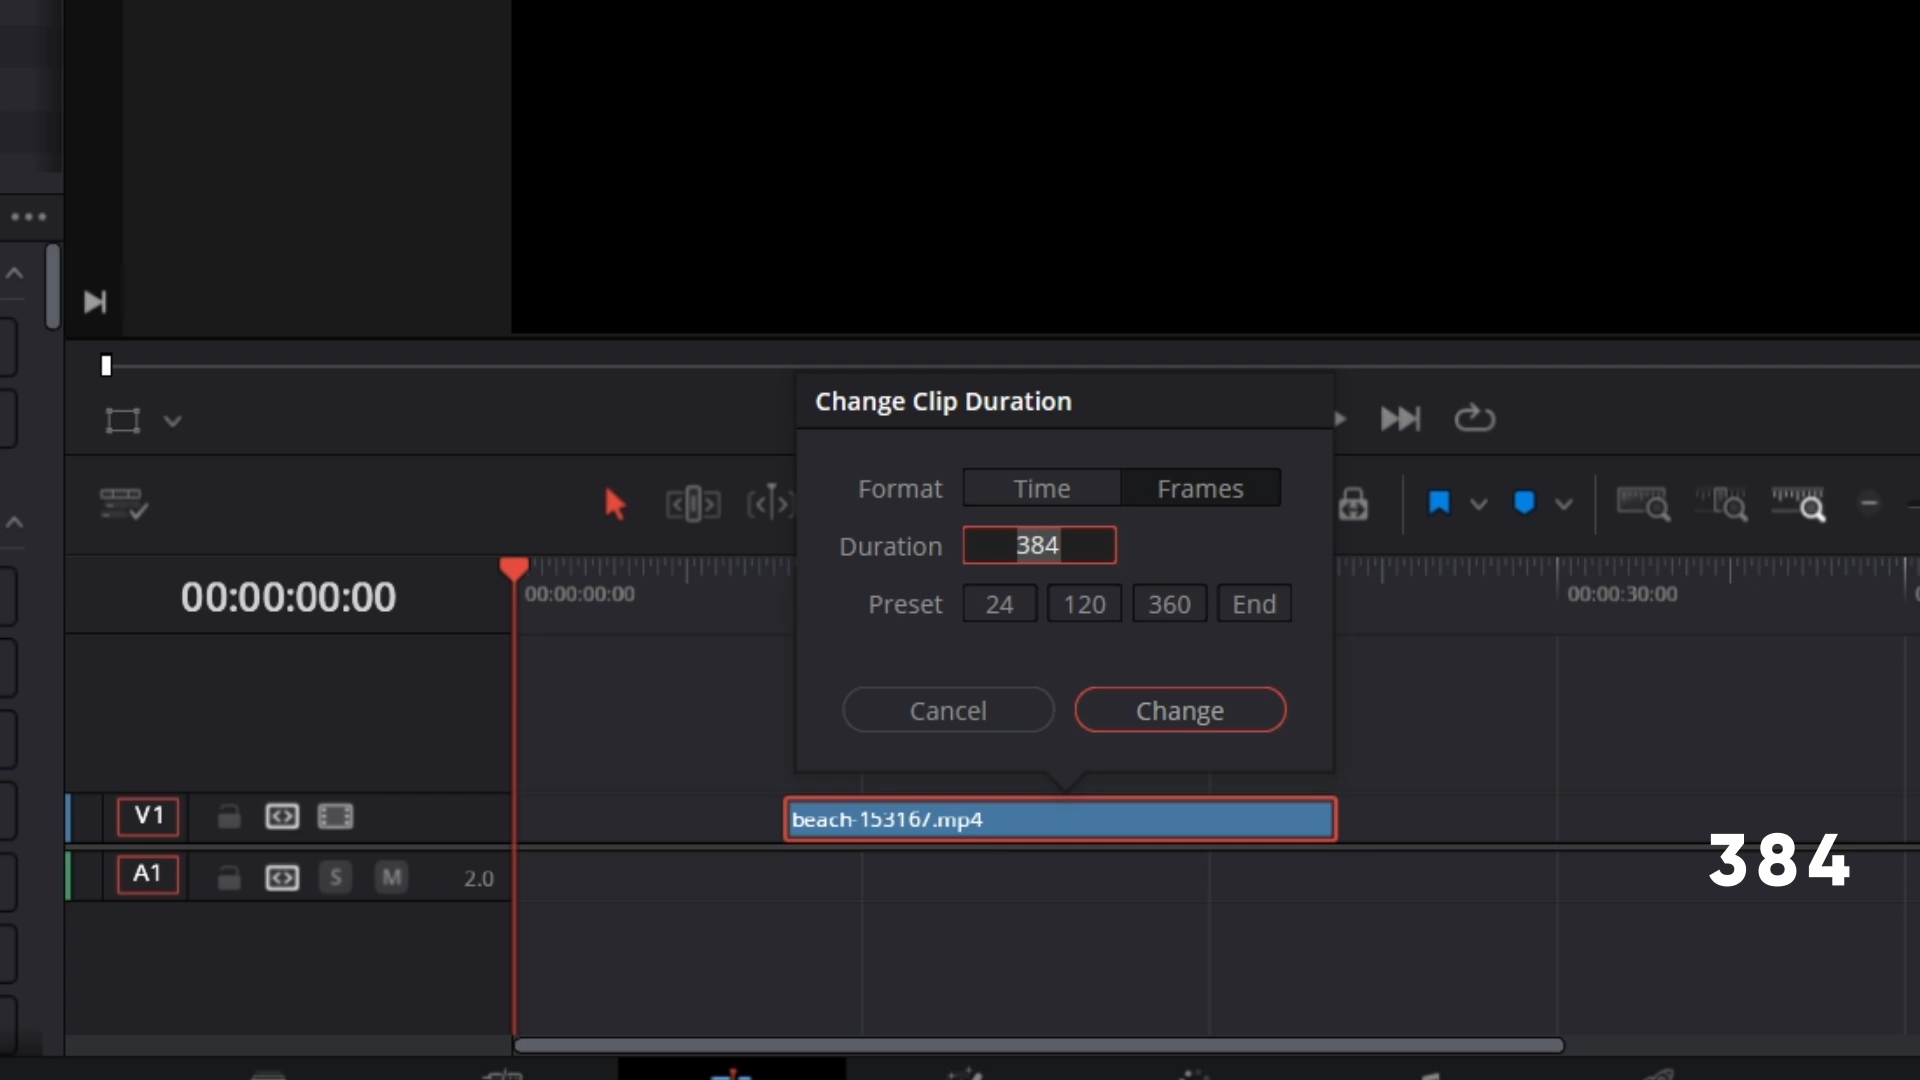 Change Clip Duration
Format Time Frames
Duration 384
Preset 24 120 360 End
Cancel Change
00:00:00:00
00:00:00:00
00:00:30:00
V1
beach-153167.mp4
A1 S M 2.0
384